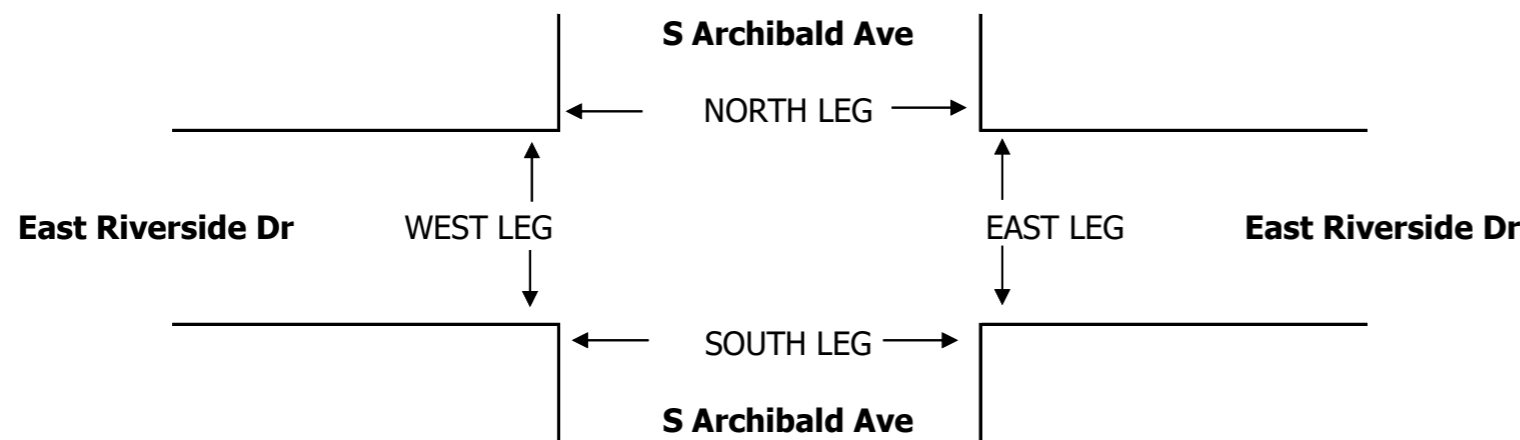 S Archibald Ave
NORTH LEG
East Riverside Dr WEST LEG EAST LEG East Riverside Dr
SOUTH LEG
S Archibald Ave